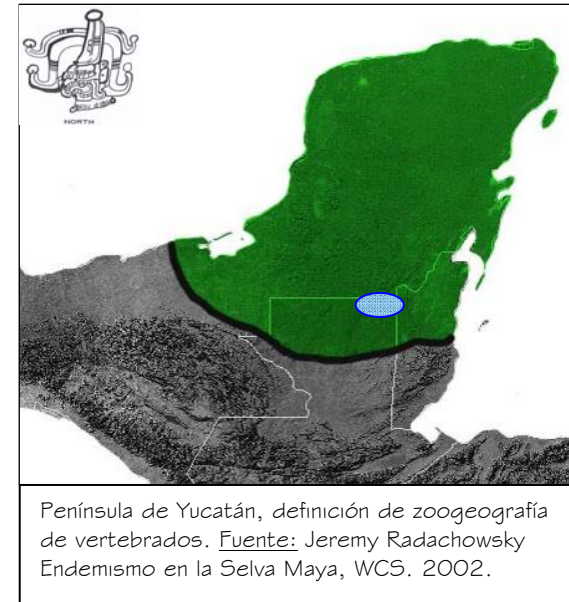 NORTH
Península de Yucatán, definición de zoogeografía
de vertebrados. Fuente: Jeremy Radachowsky
Endemismo en la Selva Maya, WCS. 2002.